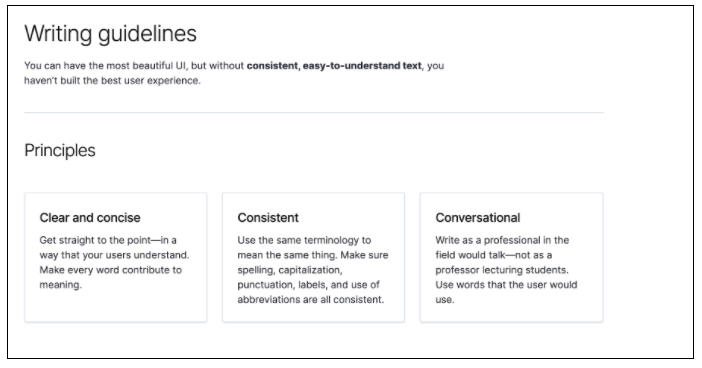 Writing guidelines
You can have the most beautiful UI, but without consistent, easy-to-understand text, you
haven't built the best user experience.
Principles
Clear and concise
Get straight to the point—in a
way that your users understand.
Make every word contribute to
meaning.
Consistent
Use the same terminology to
mean the same thing. Make sure
spelling, capitalization,
punctuation, labels, and use of
abbreviations are all consistent.
Conversational
Write as a professional in the
field would talk—not as a
professor lecturing students.
Use words that the user would
use.